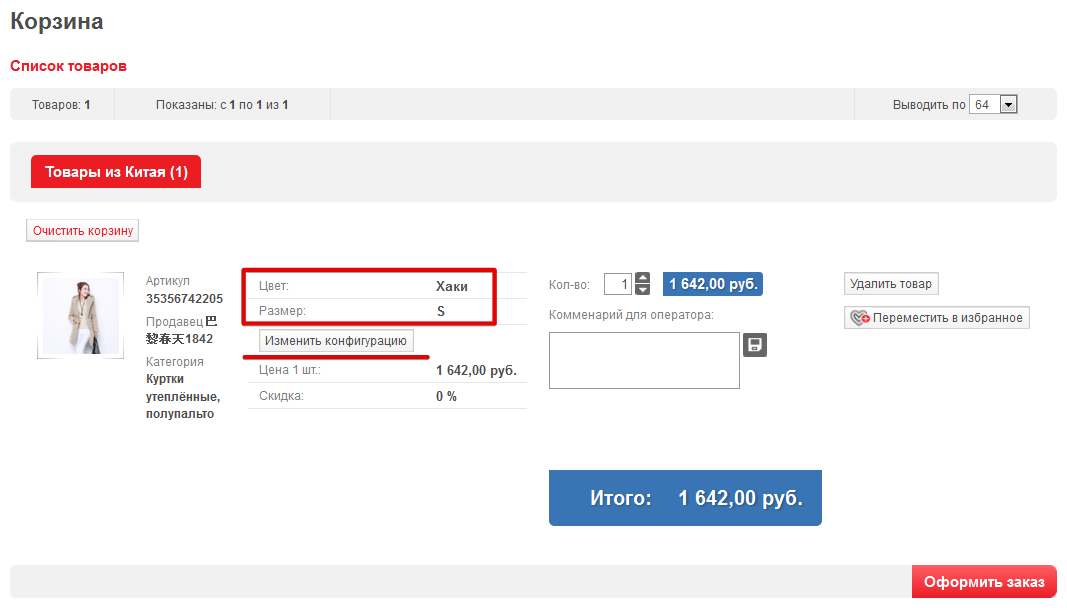 Корзина
Список товаров
Товаров: 1
Показаны: с 1 по 1 из 1
Выводить по 64
Товары из Китая (1)
Очистить корзину
Артикул
35356742205
Продавец 巴
黎春天1842
Категория
Куртки
утеплённые,
полупальто
Цвет: Хаки
Размер: S
Изменить конфигурацию
Цена 1 шт.: 1 642,00 руб.
Скидка: 0 %
Кол-во: 1 1 642,00 руб.
Комменарий для оператора:
Удалить товар
Переместить в избранное
Итого: 1 642,00 руб.
Оформить заказ